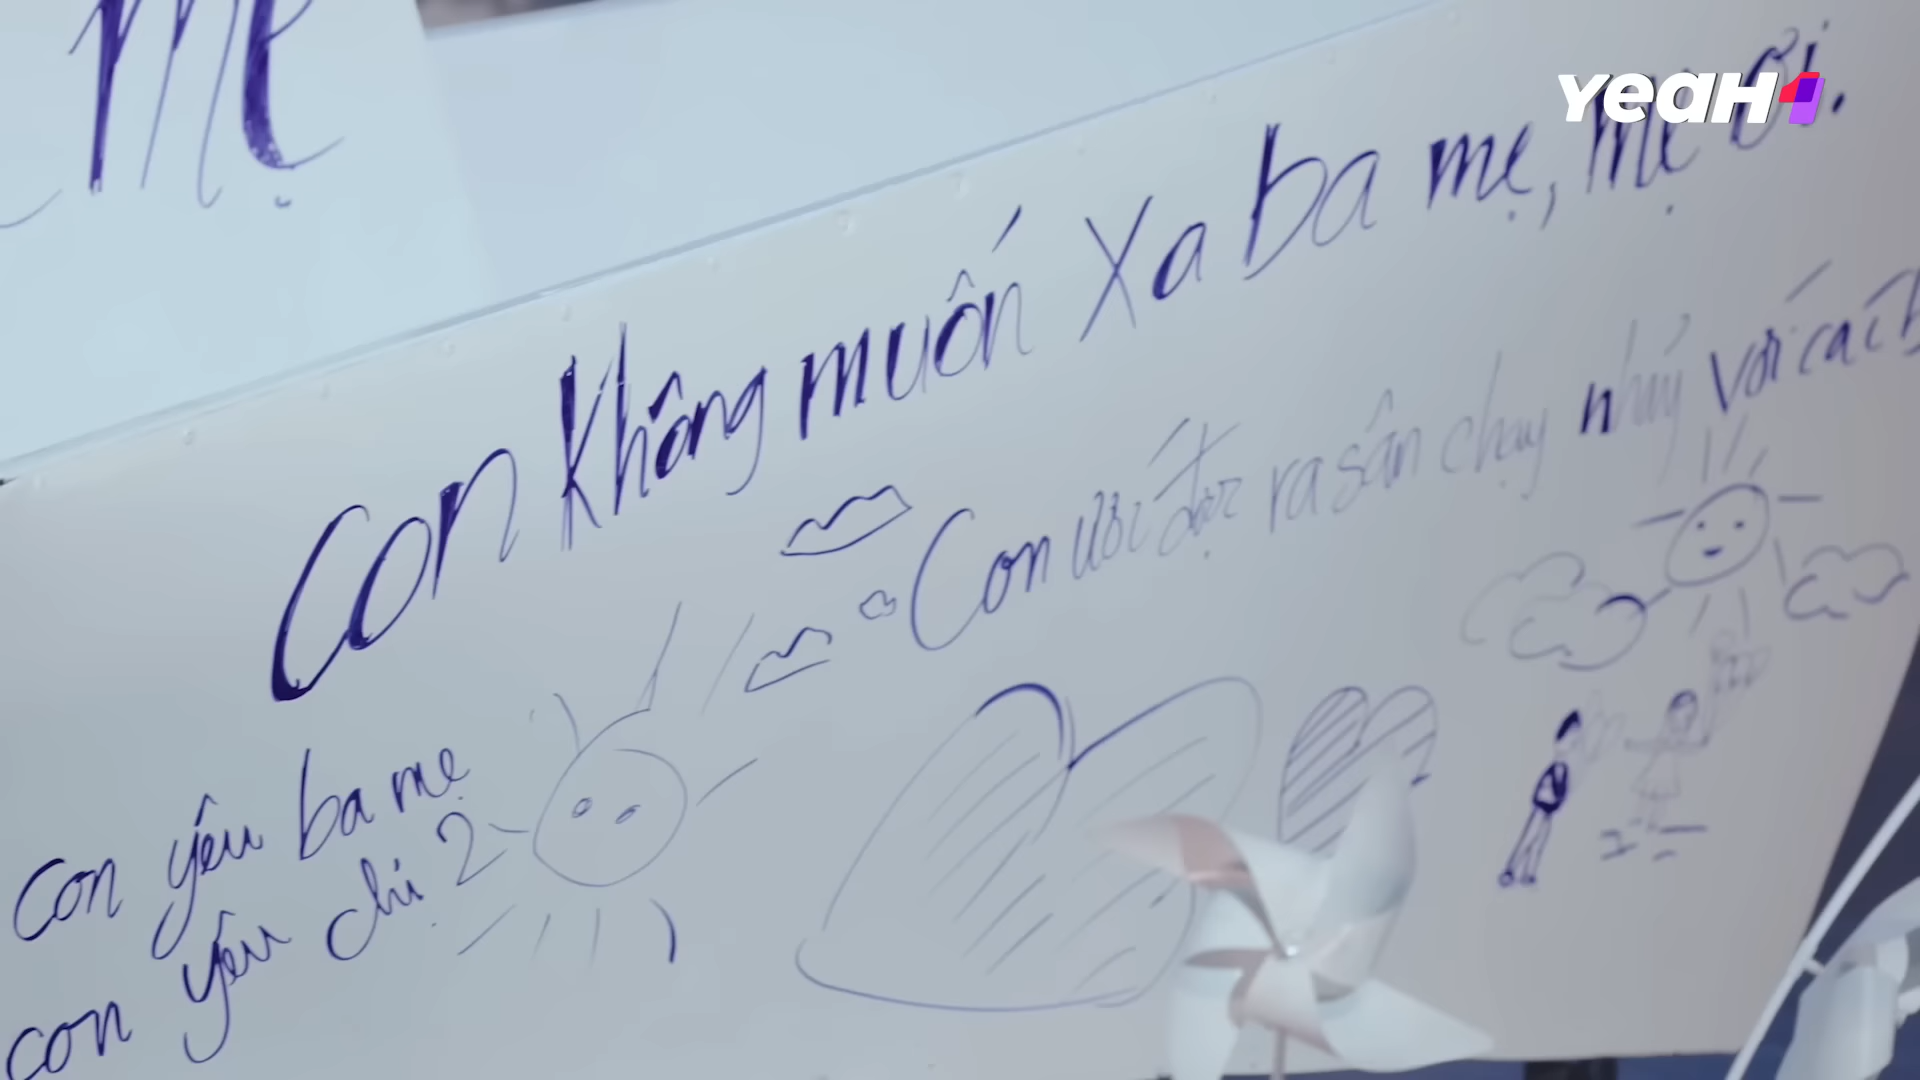 mẹ
YEAH1
Con không muốn xa ba mẹ, mẹ ơi.
Con ước được ra sân chạy nhảy với các b
Con yêu ba mẹ
con yêu chị 2